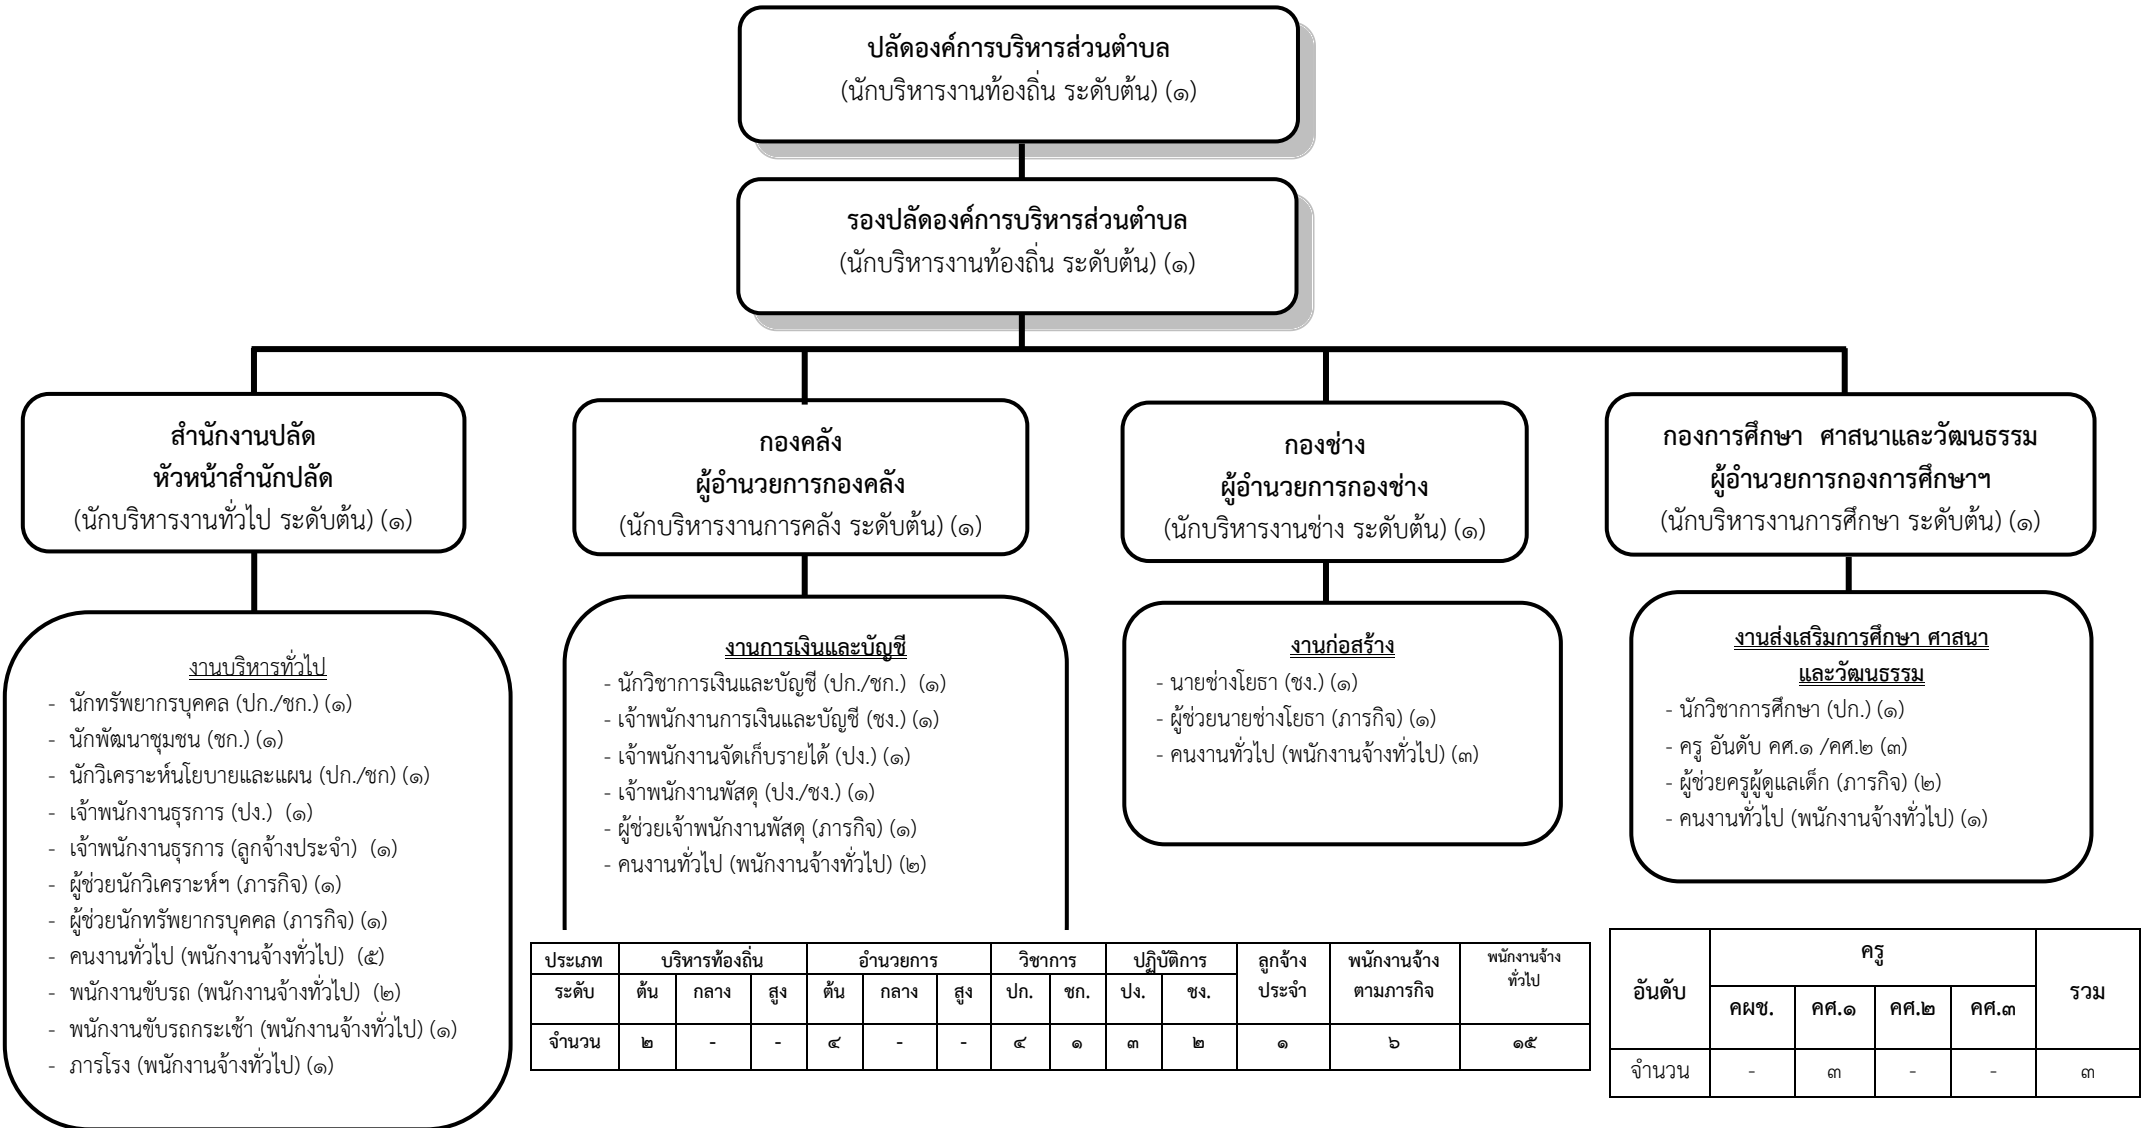 ปลัดองค์การบริหารส่วนตำบล
(นักบริหารงานท้องถิ่น ระดับต้น) (๑)
รองปลัดองค์การบริหารส่วนตำบล
(นักบริหารงานท้องถิ่น ระดับต้น) (๑)
สำนักงานปลัด
หัวหน้าสำนักปลัด
(นักบริหารงานทั่วไป ระดับต้น) (๑)
กองคลัง
ผู้อำนวยการกองคลัง
(นักบริหารงานการคลัง ระดับต้น) (๑)
กองช่าง
ผู้อำนวยการกองช่าง
(นักบริหารงานช่าง ระดับต้น) (๑)
กองการศึกษา ศาสนาและวัฒนธรรม
ผู้อำนวยการกองการศึกษาฯ
(นักบริหารงานการศึกษา ระดับต้น) (๑)
งานบริหารทั่วไป
- นักทรัพยากรบุคคล (ปก./ชก.) (๑)
- นักพัฒนาชุมชน (ชก.) (๑)
- นักวิเคราะห์นโยบายและแผน (ปก./ชก) (๑)
- เจ้าพนักงานธุรการ (ปง.) (๑)
- เจ้าพนักงานธุรการ (ลูกจ้างประจำ) (๑)
- ผู้ช่วยนักวิเคราะห์ฯ (ภารกิจ) (๑)
- ผู้ช่วยนักทรัพยากรบุคคล (ภารกิจ) (๑)
- คนงานทั่วไป (พนักงานจ้างทั่วไป) (๕)
- พนักงานขับรถ (พนักงานจ้างทั่วไป) (๒)
- พนักงานขับรถกระเช้า (พนักงานจ้างทั่วไป) (๑)
- ภารโรง (พนักงานจ้างทั่วไป) (๑)
งานการเงินและบัญชี
- นักวิชาการเงินและบัญชี (ปก./ชก.) (๑)
- เจ้าพนักงานการเงินและบัญชี (ชง.) (๑)
- เจ้าพนักงานจัดเก็บรายได้ (ปง.) (๑)
- เจ้าพนักงานพัสดุ (ปง./ชง.) (๑)
- ผู้ช่วยเจ้าพนักงานพัสดุ (ภารกิจ) (๑)
- คนงานทั่วไป (พนักงานจ้างทั่วไป) (๒)
งานก่อสร้าง
- นายช่างโยธา (ชง.) (๑)
- ผู้ช่วยนายช่างโยธา (ภารกิจ) (๑)
- คนงานทั่วไป (พนักงานจ้างทั่วไป) (๓)
งานส่งเสริมการศึกษา ศาสนา
และวัฒนธรรม
- นักวิชาการศึกษา (ปก.) (๑)
- ครู อันดับ คศ.๑ /คศ.๒ (๓)
- ผู้ช่วยครูผู้ดูแลเด็ก (ภารกิจ) (๒)
- คนงานทั่วไป (พนักงานจ้างทั่วไป) (๑)
ประเภท บริหารท้องถิ่น อำนวยการ วิชาการ ปฏิบัติการ ลูกจ้าง พนักงานจ้าง พนักงานจ้าง
ระดับ ต้น กลาง สูง ต้น กลาง สูง ปก. ชก. ปง. ชง. ประจำ ตามภารกิจ ทั่วไป
จำนวน ๒ - - ๔ - - ๔ ๑ ๓ ๒ ๑ ๖ ๑๕
อันดับ ครู รวม
คผช. คศ.๑ คศ.๒ คศ.๓
จำนวน - ๓ - - ๓